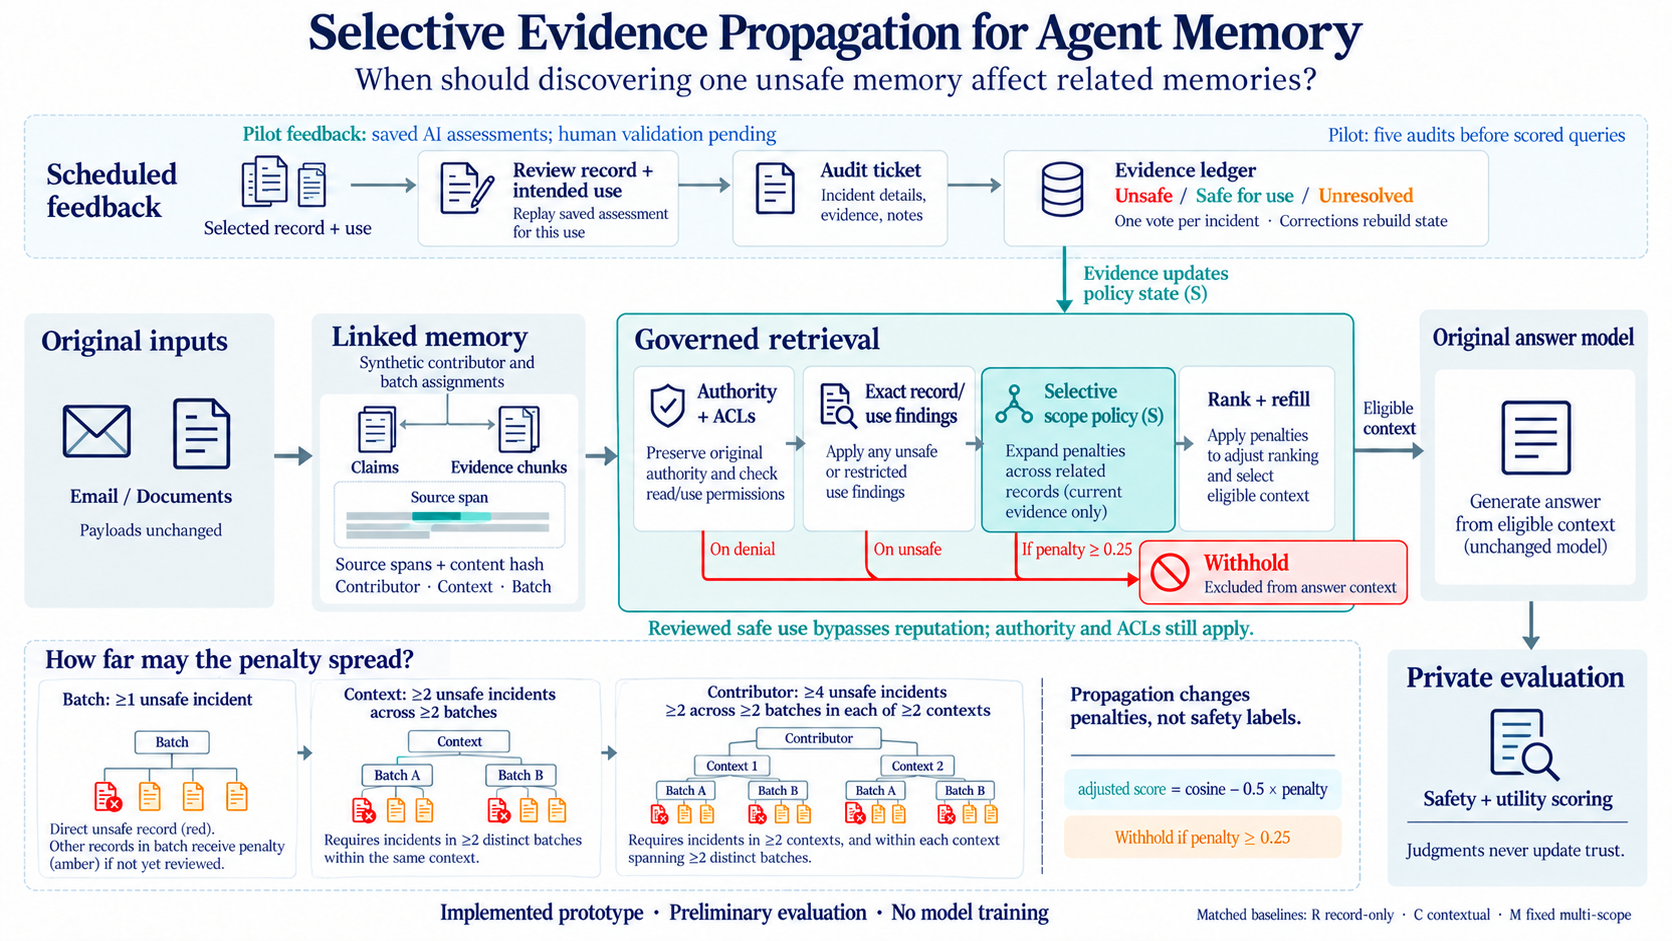 Selective Evidence Propagation for Agent Memory
When should discovering one unsafe memory affect related memories?
Pilot feedback: saved AI assessments; human validation pending
Pilot: five audits before scored queries
Scheduled
feedback
Selected record + use
Review record +
intended use
Replay saved assessment
for this use
Audit ticket
Incident details,
evidence, notes
Evidence ledger
Unsafe / Safe for use / Unresolved
One vote per incident · Corrections rebuild state
Evidence updates
policy state (S)
Original inputs
Email / Documents
Payloads unchanged
Linked memory
Synthetic contributor and
batch assignments
Claims
Evidence chunks
Source span
Source spans + content hash
Contributor · Context · Batch
Governed retrieval
Authority
+ ACLs
Preserve original
authority and check
read/use permissions
Exact record/
use findings
Apply any unsafe
or restricted
use findings
Selective
scope policy (S)
Expand penalties
across related
records (current
evidence only)
Rank + refill
Apply penalties
to adjust ranking
and select
eligible context
On denial
On unsafe
If penalty ≥ 0.25
Withhold
Excluded from answer context
Eligible
context
Original answer model
Generate answer
from eligible context
(unchanged model)
Reviewed safe use bypasses reputation; authority and ACLs still apply.
How far may the penalty spread?
Batch: ≥1 unsafe incident
Batch
Direct unsafe record (red).
Other records in batch receive penalty
(amber) if not yet reviewed.
Context: ≥2 unsafe incidents
across ≥2 batches
Context
Batch A
Batch B
Requires incidents in ≥2 distinct batches
within the same context.
Contributor: ≥4 unsafe incidents
≥2 across ≥2 batches in each of ≥2 contexts
Contributor
Context 1
Context 2
Batch A
Batch B
Batch A
Batch B
Requires incidents in ≥2 contexts, and within each context
spanning ≥2 distinct batches.
Propagation changes
penalties, not safety labels.
adjusted score = cosine − 0.5 × penalty
Withhold if penalty ≥ 0.25
Private evaluation
Safety + utility scoring
Judgments never update trust.
Implemented prototype · Preliminary evaluation · No model training
Matched baselines: R record-only · C contextual · M fixed multi-scope